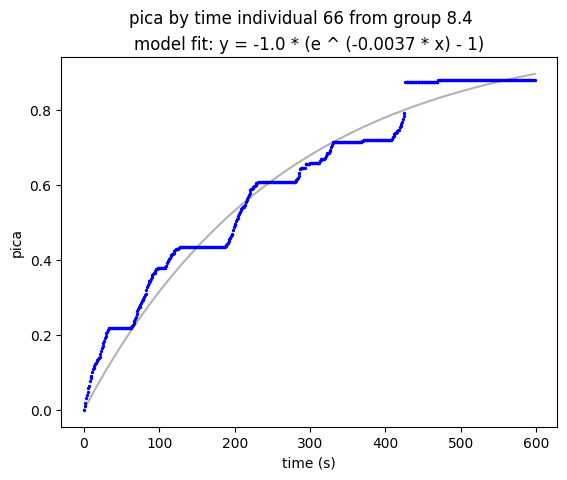 pica by time individual 66 from group 8.4
model fit: y = -1.0 * (e ^ (-0.0037 * x) - 1)
0.8
0.6
0.4
0.2
0.0
pica
0 100 200 300 400 500 600
time (s)